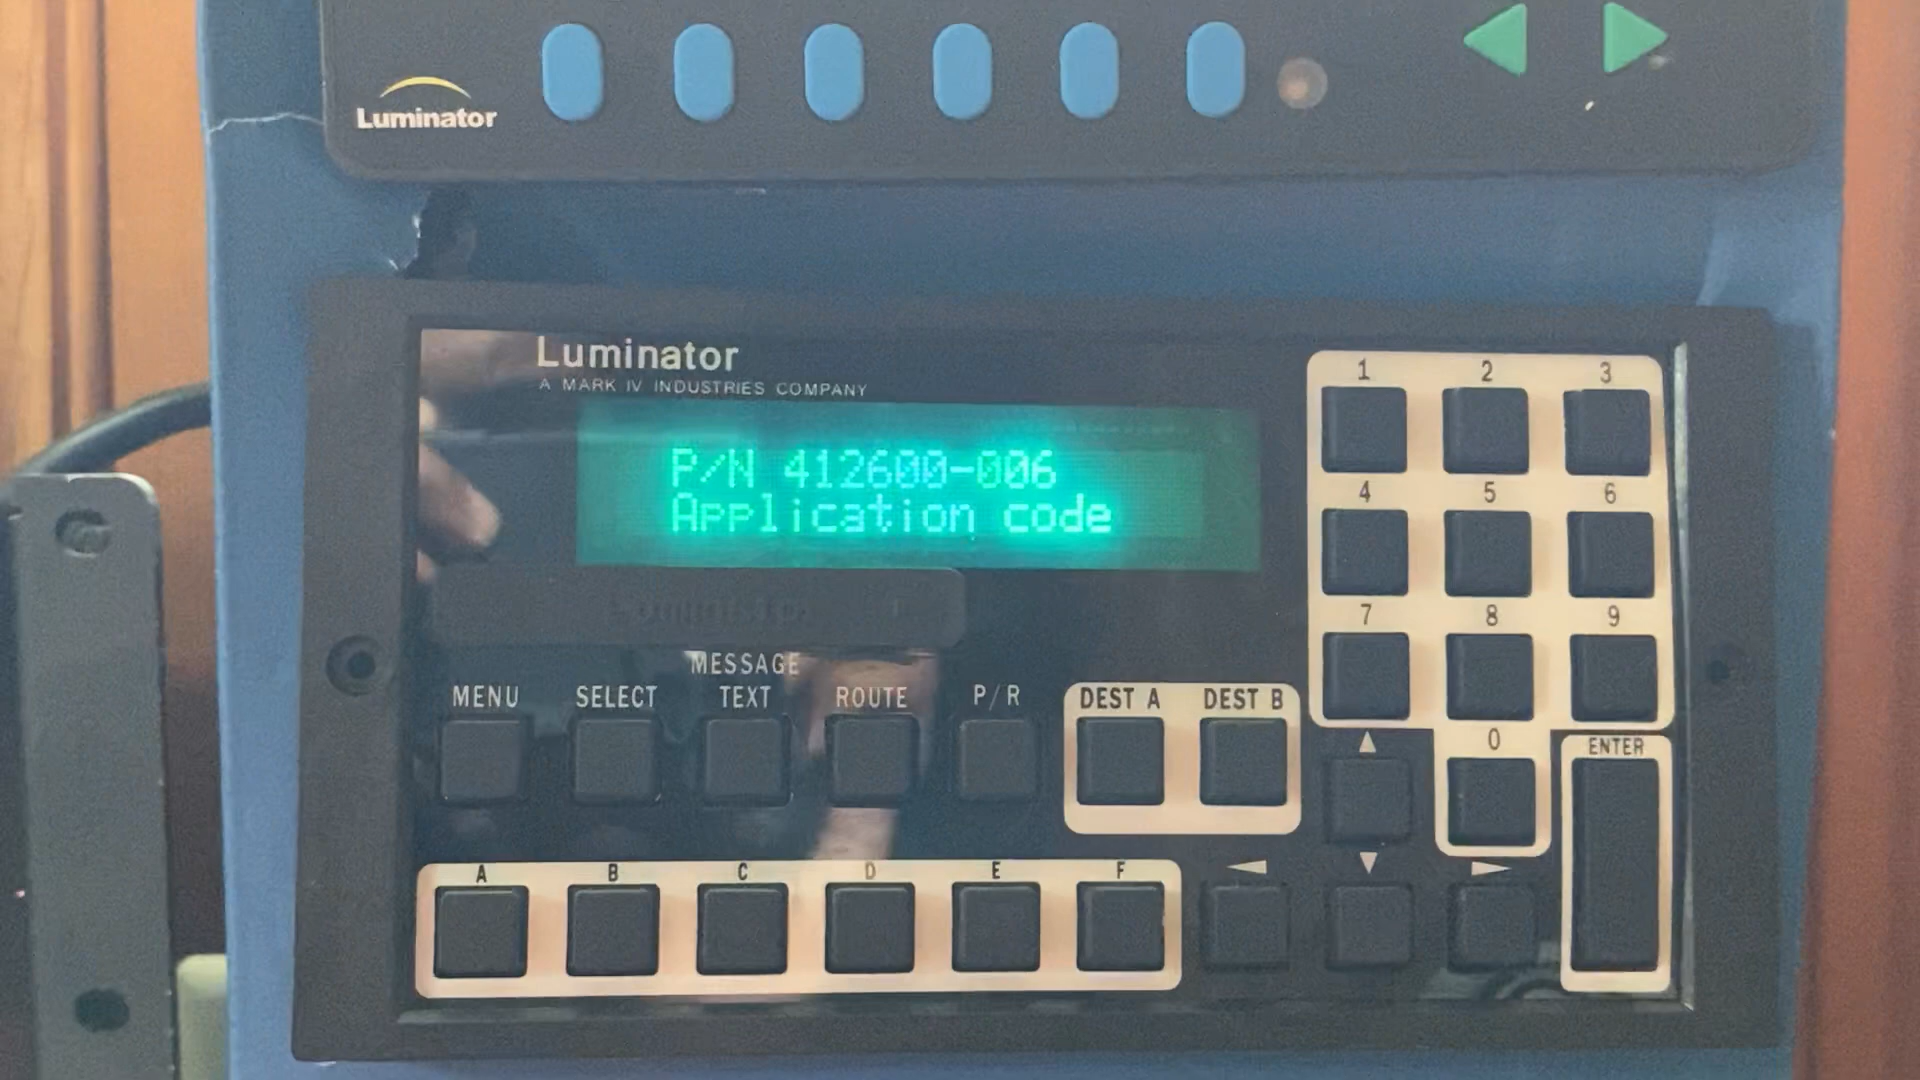 Luminator
Luminator
A MARK IV INDUSTRIES COMPANY
P/N 412600-006
Application code
1 2 3
4 5 6
7 8 9
0
MENU SELECT MESSAGE TEXT ROUTE P/R DEST A DEST B
ENTER
A B C D E F